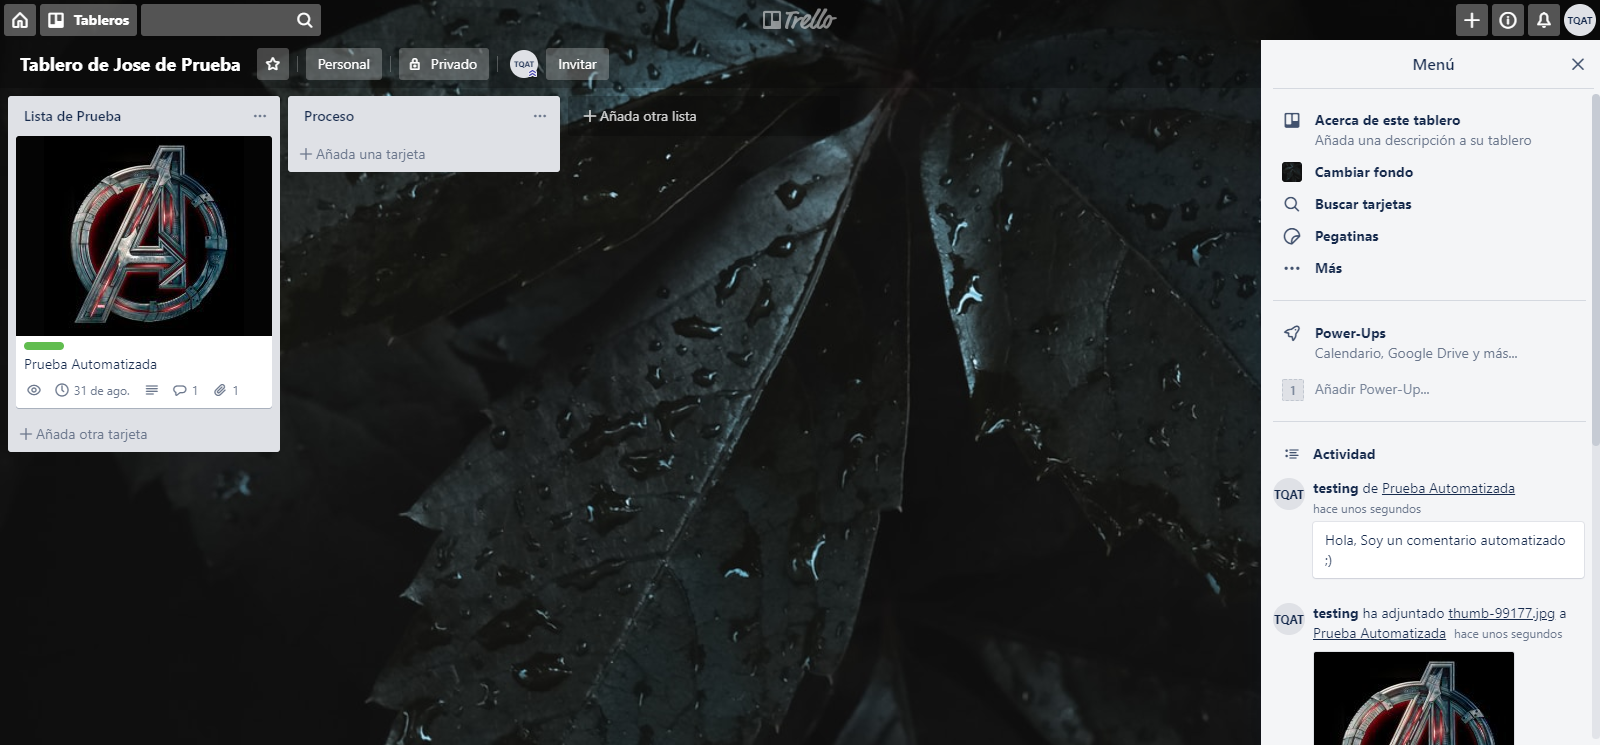 Tableros
Trello
TQAT
Tablero de Jose de Prueba
Personal
Privado
TQAT
Invitar
Lista de Prueba
Prueba Automatizada
31 de ago.
1
1
Añada otra tarjeta
Proceso
Añada una tarjeta
Añada otra lista
Menú
Acerca de este tablero
Añada una descripción a su tablero
Cambiar fondo
Buscar tarjetas
Pegatinas
Más
Power-Ups
Calendario, Google Drive y más...
1 Añadir Power-Up...
Actividad
TQAT
testing de Prueba Automatizada
hace unos segundos
Hola, Soy un comentario automatizado
;)
TQAT
testing ha adjuntado thumb-99177.jpg a
Prueba Automatizada hace unos segundos